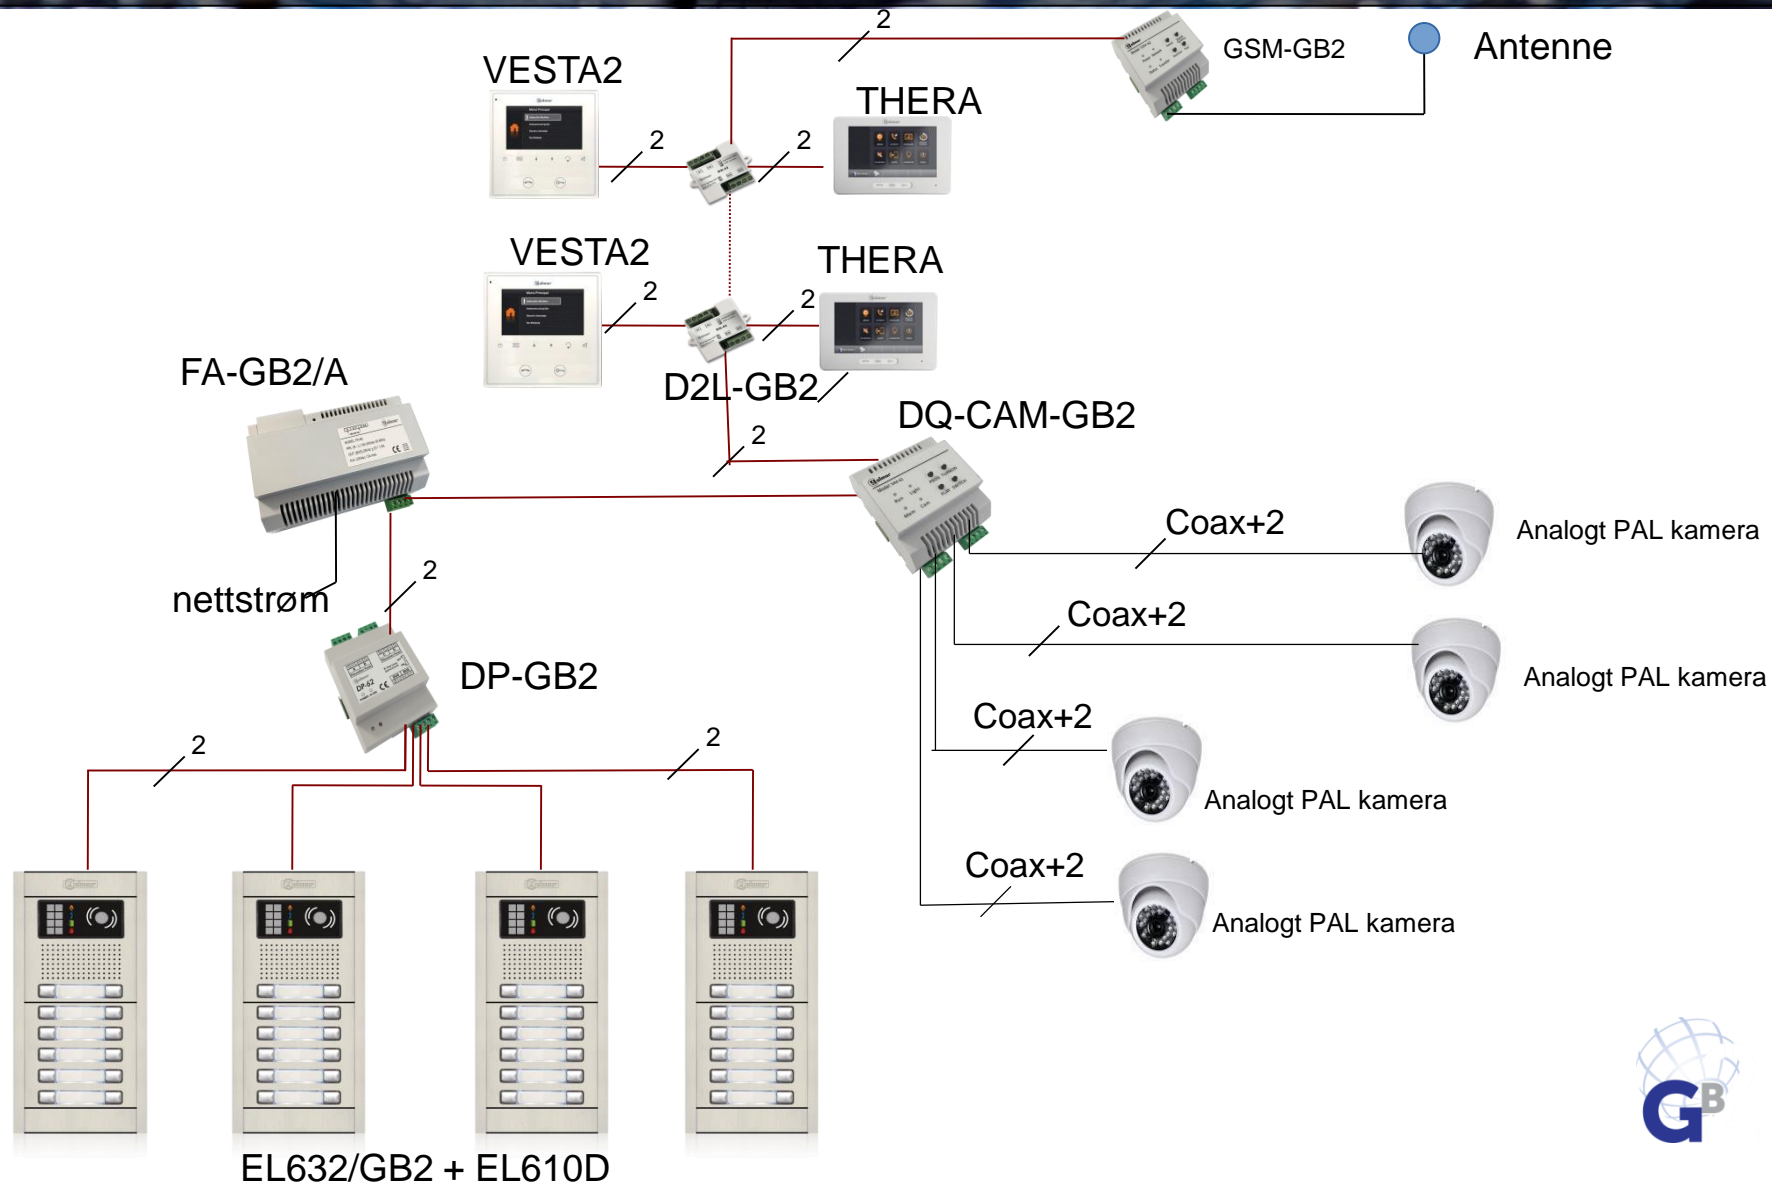 2
GSM-GB2
Antenne
VESTA2
THERA
2
2
VESTA2
THERA
2
2
FA-GB2/A
D2L-GB2
DQ-CAM-GB2
2
Coax+2
Analogt PAL kamera
nettstrøm
2
Coax+2
DP-GB2
Analogt PAL kamera
Coax+2
2
2
Analogt PAL kamera
Coax+2
Analogt PAL kamera
EL632/GB2 + EL610D
GB